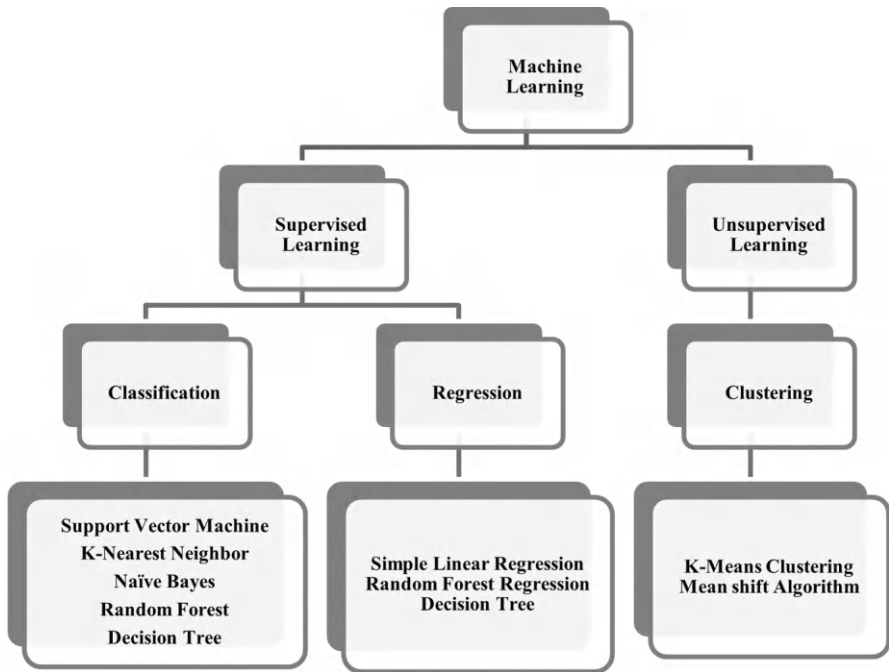 Machine
Learning
Supervised
Learning
Unsupervised
Learning
Classification
Regression
Clustering
Support Vector Machine
K-Nearest Neighbor
Naïve Bayes
Random Forest
Decision Tree
Simple Linear Regression
Random Forest Regression
Decision Tree
K-Means Clustering
Mean shift Algorithm